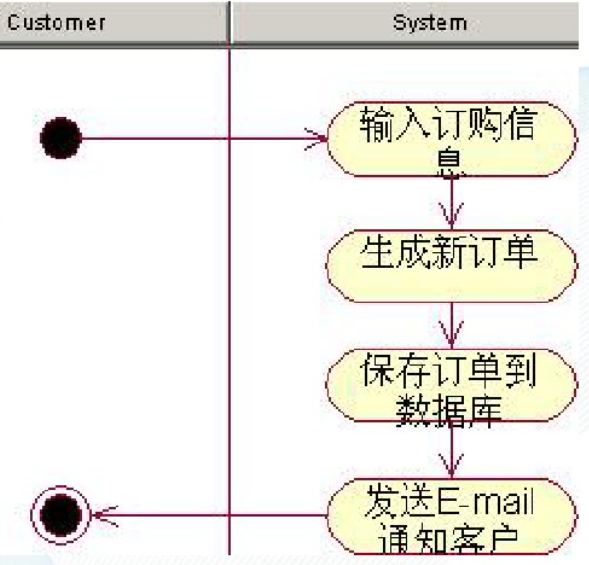 Customer
System
输入订购信
息
生成新订单
保存订单到
数据库
发送E-mail
通知客户